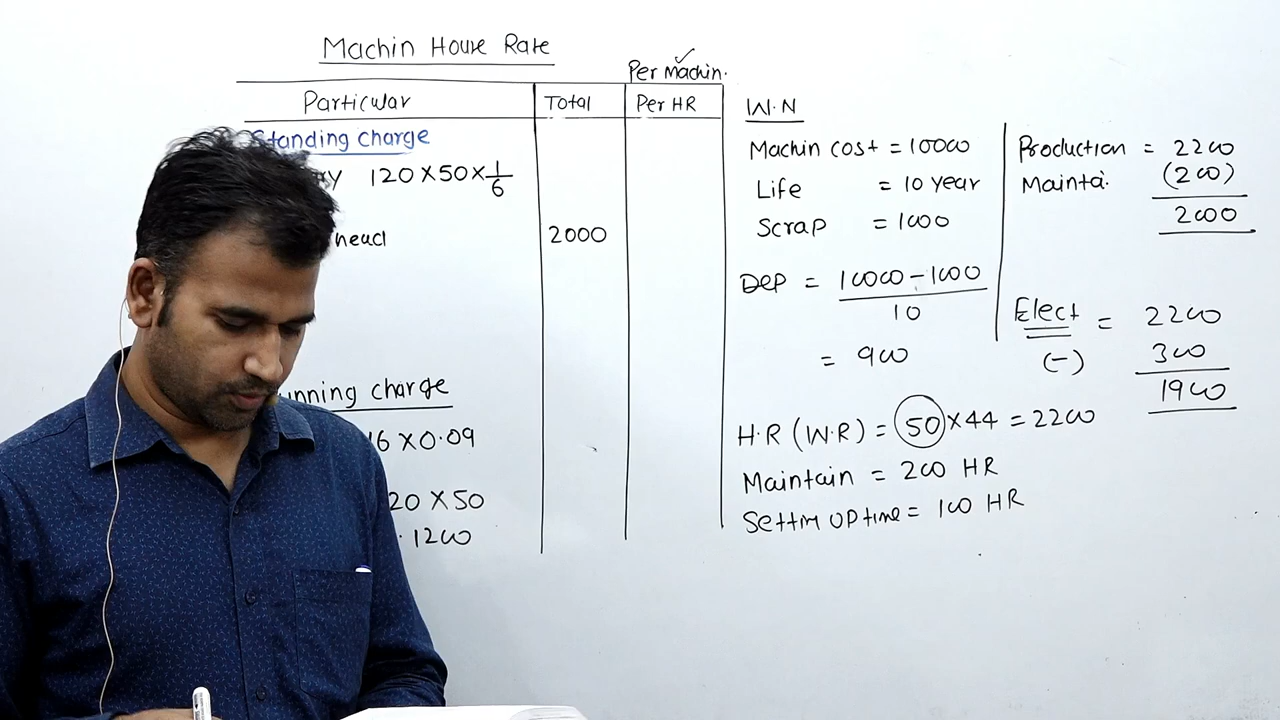 Machin Hour Rate
✓
Per Machin.
Particular Total Per HR
Standing charge
120 × 50 × 1/6
head 2000
unning charge
16 × 0.09
20 × 50
1200
W.N
Machin cost = 10000
Life = 10 year
Scrap = 1000
Dep = 10000 - 1000 / 10
= 900
H.R (W.R) = 50 × 44 = 2200
Maintain = 200 HR
Settin up time = 100 HR
Production = 2200
Mainta. (200)
2000
Elect = 2200
(-) 300
1900